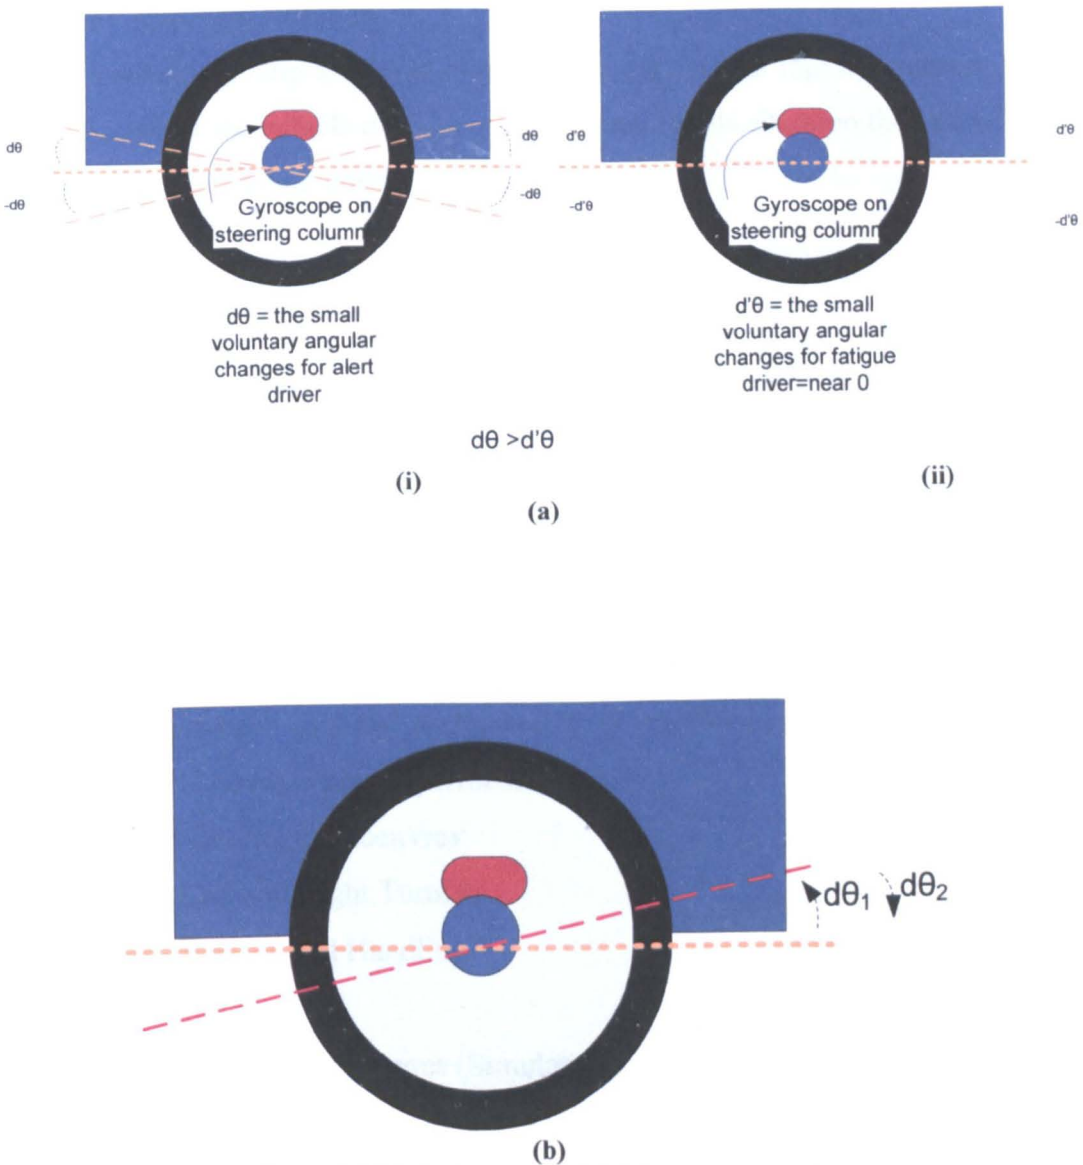 dθ
-dθ
dθ
-dθ
Gyroscope on
steering column
dθ = the small
voluntary angular
changes for alert
driver
d'θ
-d'θ
d'θ
-d'θ
Gyroscope on
steering column
d'θ = the small
voluntary angular
changes for fatigue
driver=near 0
dθ >d'θ
(i)
(ii)
(a)
dθ₁
dθ₂
(b)